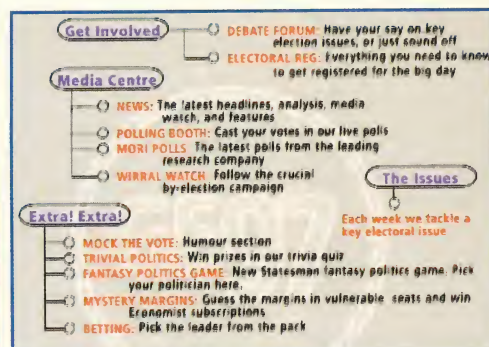 Get Involved
DEBATE FORUM: Have your say on key
election issues, or just sound off
ELECTORAL REG: Everything you need to know
to get registered for the big day
Media Centre
NEWS: The latest headlines, analysis, media
watch, and features
POLLING BOOTH: Cast your votes in our live polls
MORI POLLS The latest polls from the leading
research company
WIRRAL WATCH Follow the crucial
by-election campaign
The Issues
Each week we tackle a
key electoral issue
Extra! Extra!
MOCK THE VOTE: Humour section
TRIVIAL POLITICS: Win prizes in our trivia quiz
FANTASY POLITICS GAME: New Statesman fantasy politics game. Pick
your politician here.
MYSTERY MARGINS: Guess the margins in vulnerable seats and win
Economist subscriptions
BETTING: Pick the leader from the pack